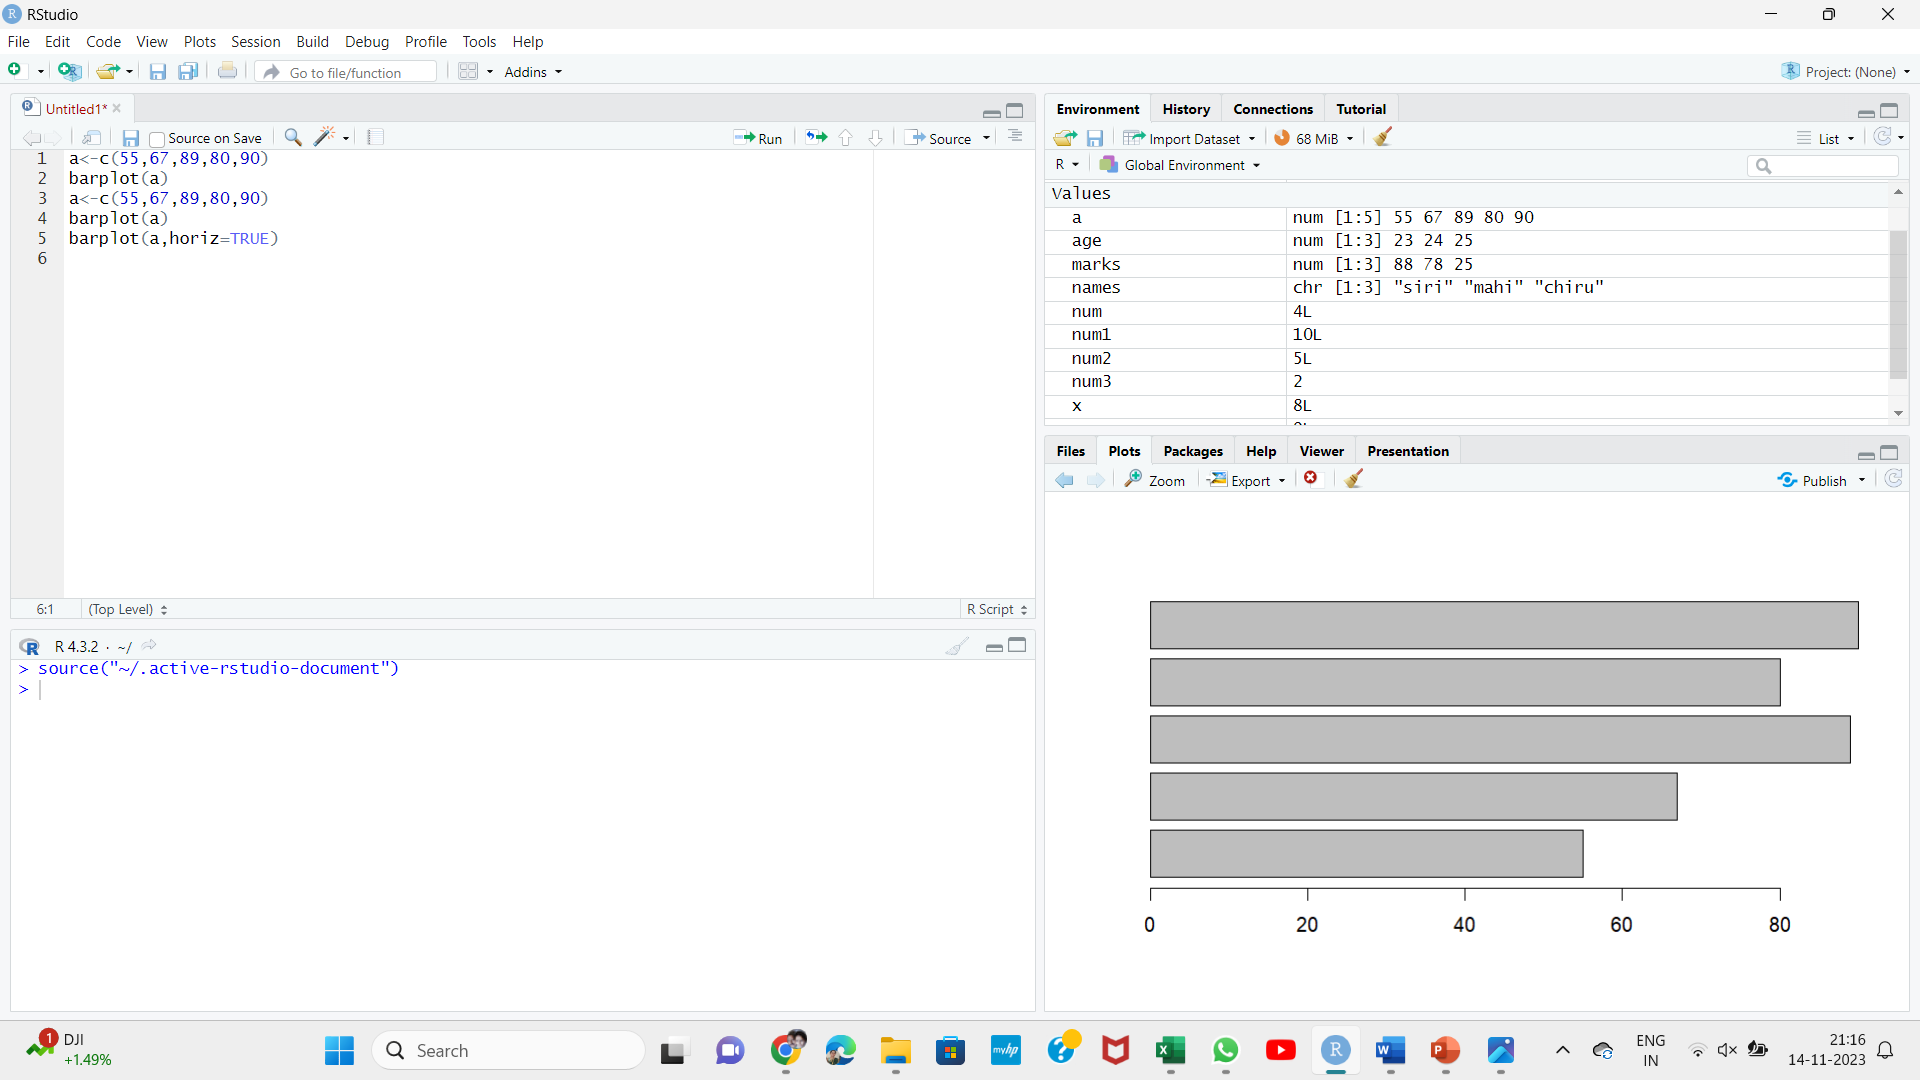 RStudio
File Edit Code View Plots Session Build Debug Profile Tools Help
Go to file/function Addins Project: (None)
Untitled1*
Source on Save Run Source
1 a<-c(55,67,89,80,90)
2 barplot(a)
3 a<-c(55,67,89,80,90)
4 barplot(a)
5 barplot(a,horiz=TRUE)
6
6:1 (Top Level) R Script
R 4.3.2 · ~/
> source("~/.active-rstudio-document")
>
Environment History Connections Tutorial
Import Dataset 68 MiB List
R Global Environment
Values
a num [1:5] 55 67 89 80 90
age num [1:3] 23 24 25
marks num [1:3] 88 78 25
names chr [1:3] "siri" "mahi" "chiru"
num 4L
num1 10L
num2 5L
num3 2
x 8L
Files Plots Packages Help Viewer Presentation
Zoom Export Publish
0 20 40 60 80
1 DJI
+1.49%
Search
myhp
ENG
IN
21:16
14-11-2023